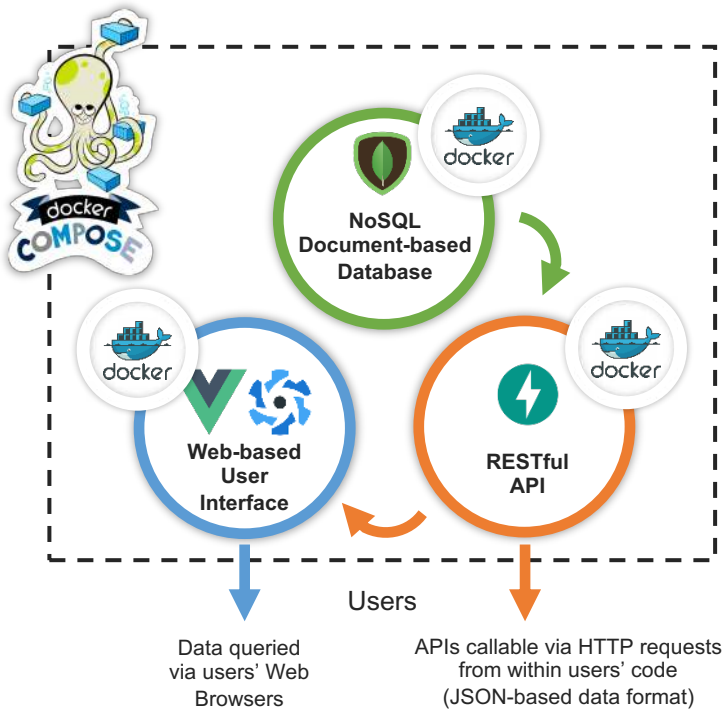 docker
COMPOSE
docker
NoSQL
Document-based
Database
docker
docker
Web-based
User
Interface
RESTful
API
Users
Data queried
via users’ Web
Browsers
APIs callable via HTTP requests
from within users’ code
(JSON-based data format)